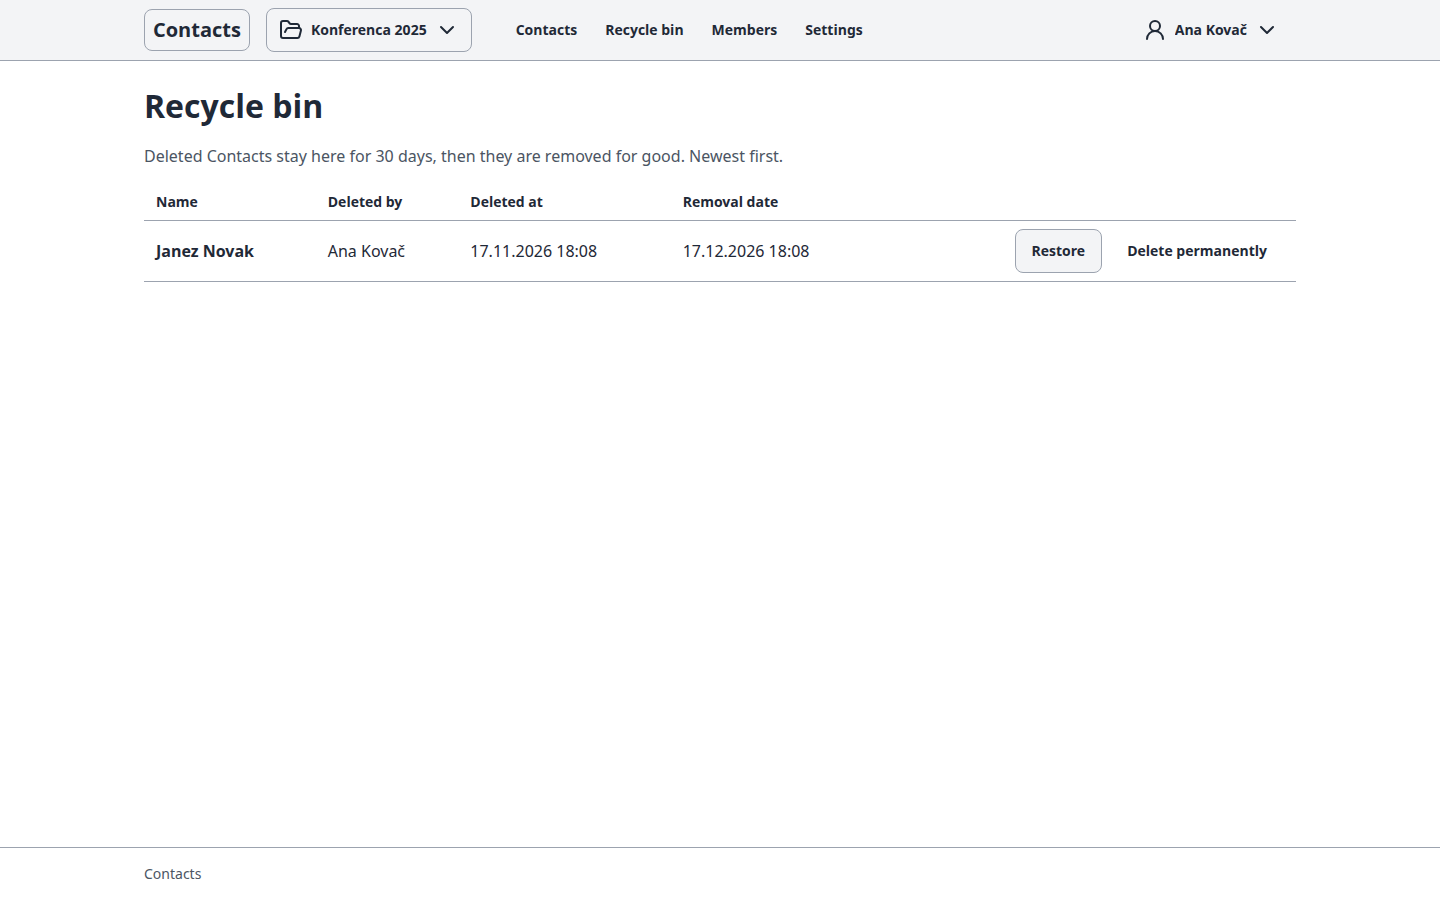 Contacts Konferenca 2025 Contacts Recycle bin Members Settings Ana Kovač
Recycle bin
Deleted Contacts stay here for 30 days, then they are removed for good. Newest first.
Name Deleted by Deleted at Removal date
Janez Novak Ana Kovač 17.11.2026 18:08 17.12.2026 18:08 Restore Delete permanently
Contacts